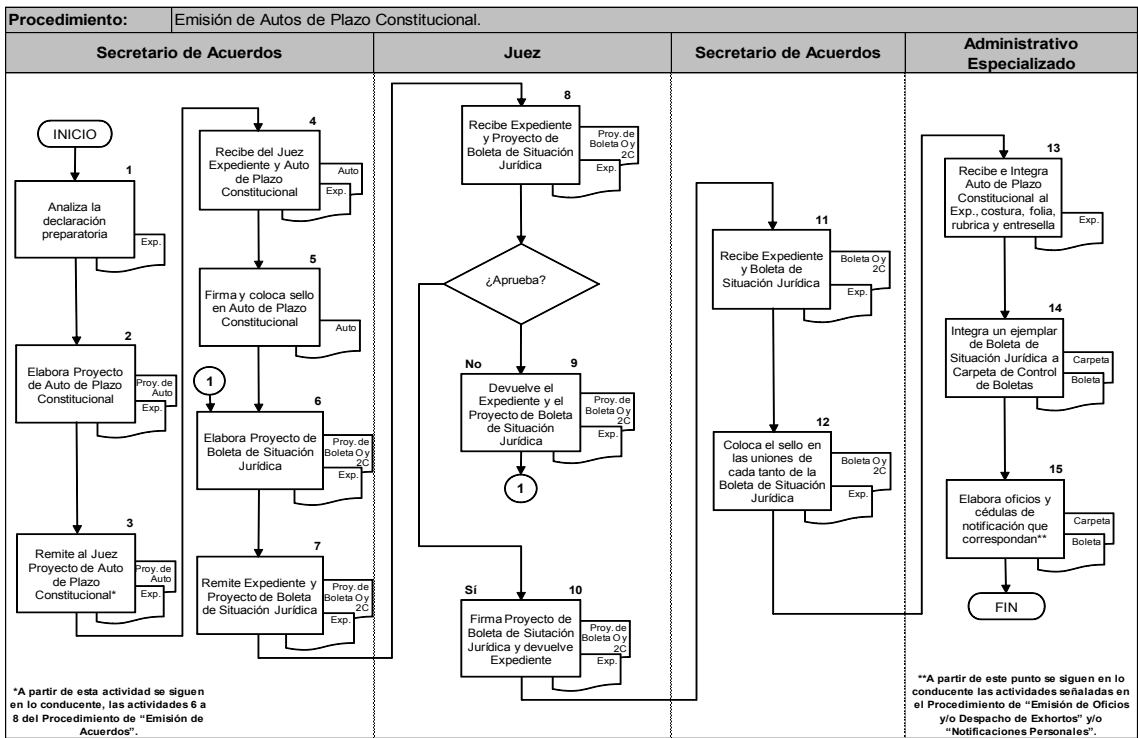 Procedimiento: Emisión de Autos de Plazo Constitucional.
Secretario de Acuerdos
Juez
Secretario de Acuerdos
Administrativo
Especializado
INICIO
1
Analiza la
declaración
preparatoria
Exp.
2
Elabora Proyecto
de Auto de Plazo
Constitucional
Proy. de
Auto
Exp.
3
Remite al Juez
Proyecto de Auto
de Plazo
Constitucional*
Proy. de
Auto
Exp.
*A partir de esta actividad se siguen
en lo conducente, las actividades 6 a
8 del Procedimiento de “Emisión de
Acuerdos”.
4
Recibe del Juez
Expediente y Auto
de Plazo
Constitucional
Auto
Exp.
5
Firma y coloca sello
en Auto de Plazo
Constitucional
Auto
1
6
Elabora Proyecto de
Boleta de Situación
Jurídica
Proy. de
Boleta O y
2C
Exp.
7
Remite Expediente y
Proyecto de Boleta
de Situación Jurídica
Proy. de
Boleta O y
2C
Exp.
8
Recibe Expediente
y Proyecto de
Boleta de Situación
Jurídica
Proy. de
Boleta O y
2C
Exp.
¿Aprueba?
No
9
Devuelve el
Expediente y el
Proyecto de Boleta
de Situación
Jurídica
Proy. de
Boleta O y
2C
Exp.
1
Sí
10
Firma Proyecto de
Boleta de Siutación
Jurídica y devuelve
Expediente
Proy. de
Boleta O y
2C
Exp.
11
Recibe Expediente
y Boleta de
Situación Jurídica
Boleta O y
2C
Exp.
12
Coloca el sello en
las uniones de
cada tanto de la
Boleta de Situación
Jurídica
Boleta O y
2C
Exp.
13
Recibe e Integra
Auto de Plazo
Constitucional al
Exp., costura, folia,
rubrica y entresella
Exp.
14
Integra un ejemplar
de Boleta de
Situación Jurídica a
Carpeta de Control
de Boletas
Carpeta
Boleta
15
Elabora oficios y
cédulas de
notificación que
correspondan**
Carpeta
Boleta
FIN
**A partir de este punto se siguen en lo
conducente las actividades señaladas en
el Procedimiento de “Emisión de Oficios
y/o Despacho de Exhortos” y/o
“Notificaciones Personales”.